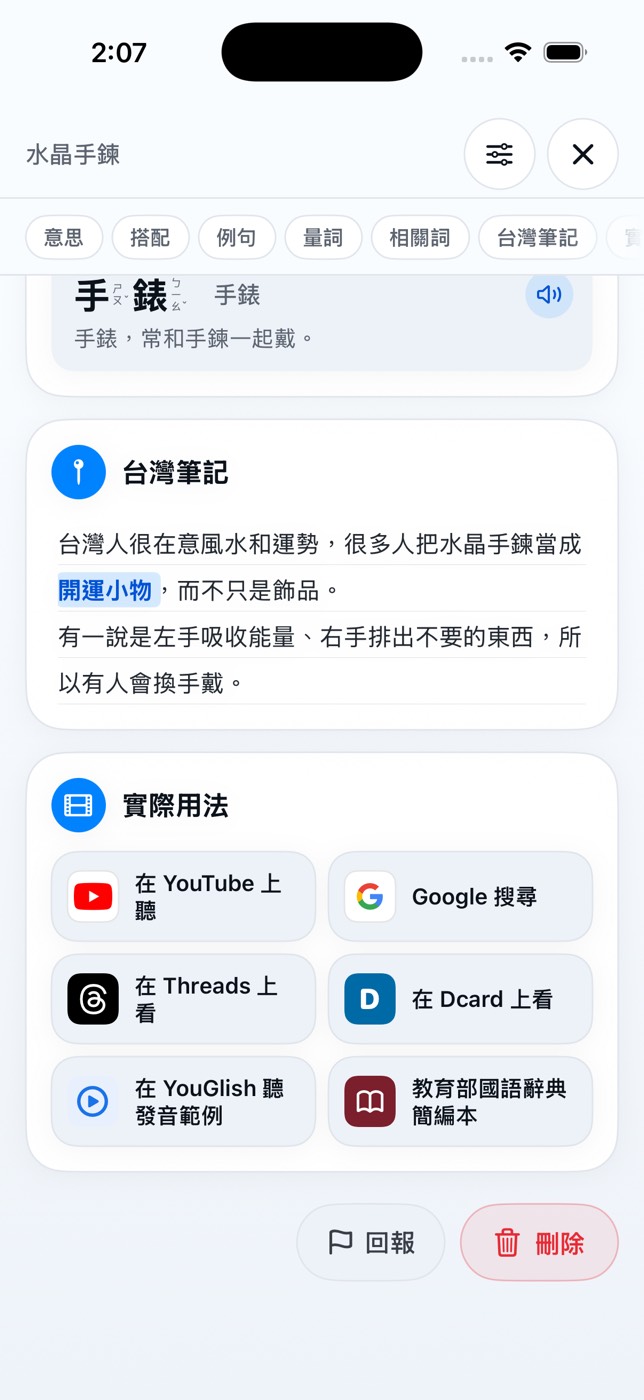 2:07
水晶手鍊
意思 搭配 例句 量詞 相關詞 台灣筆記
手ㄕㄡˇ錶ㄅㄧㄠˇ 手錶
手錶，常和手鍊一起戴。
台灣筆記
台灣人很在意風水和運勢，很多人把水晶手鍊當成
開運小物，而不只是飾品。
有一說是左手吸收能量、右手排出不要的東西，所
以有人會換手戴。
實際用法
在 YouTube 上
聽
Google 搜尋
在 Threads 上
看
D
在 Dcard 上看
在 YouGlish 聽
發音範例
教育部國語辭典
簡編本
回報
刪除